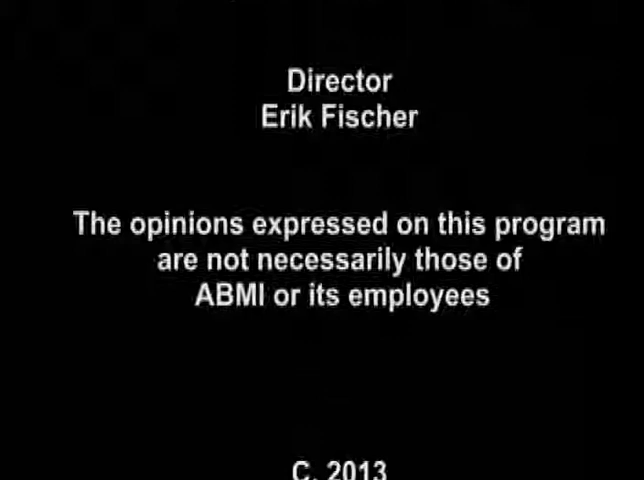 Director
Erik Fischer
The opinions expressed on this program
are not necessarily those of
ABMI or its employees
C. 2013